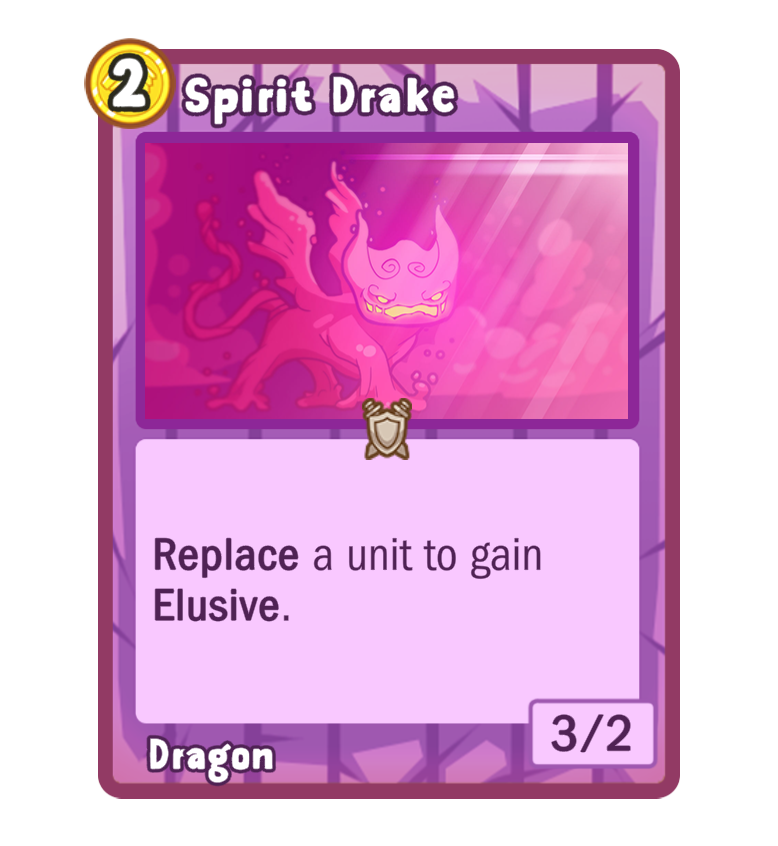 2
Spirit Drake
Replace a unit to gain
Elusive.
3/2
Dragon